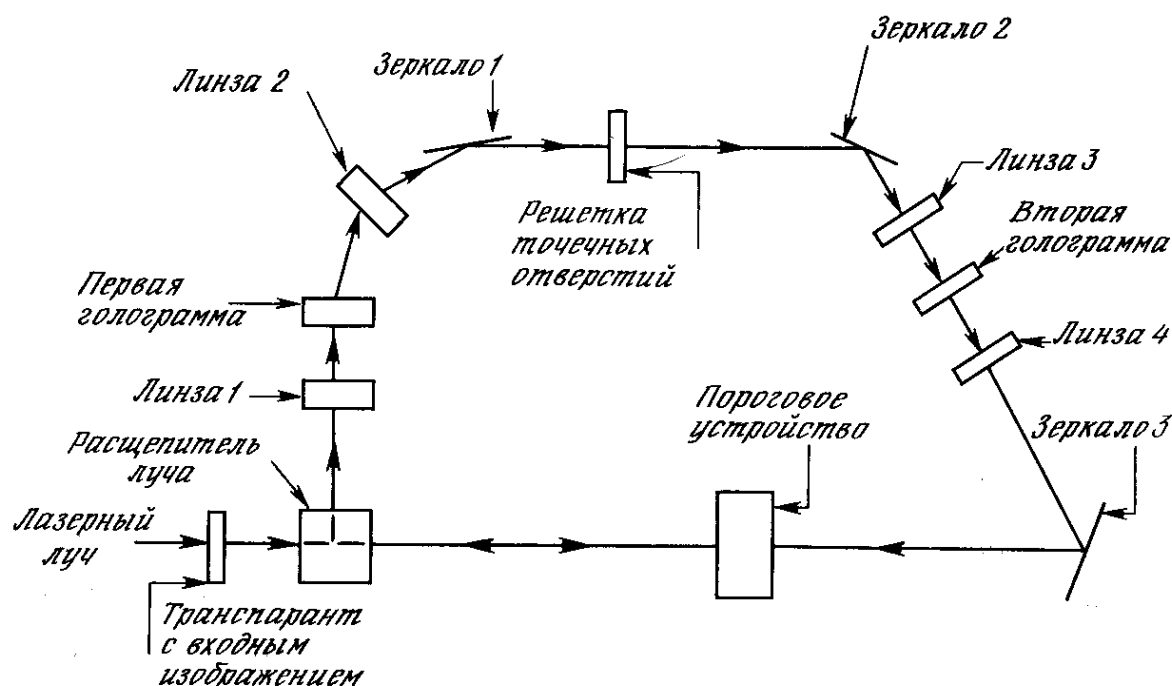 Зеркало 2
Зеркало 1
Линза 2
Линза 3
Решетка
точечных
отверстий
Вторая
голограмма
Первая
голограмма
Линза 4
Линза 1
Пороговое
устройство
Зеркало 3
Расщепитель
луча
Лазерный
луч
Транспарант
с входным
изображением